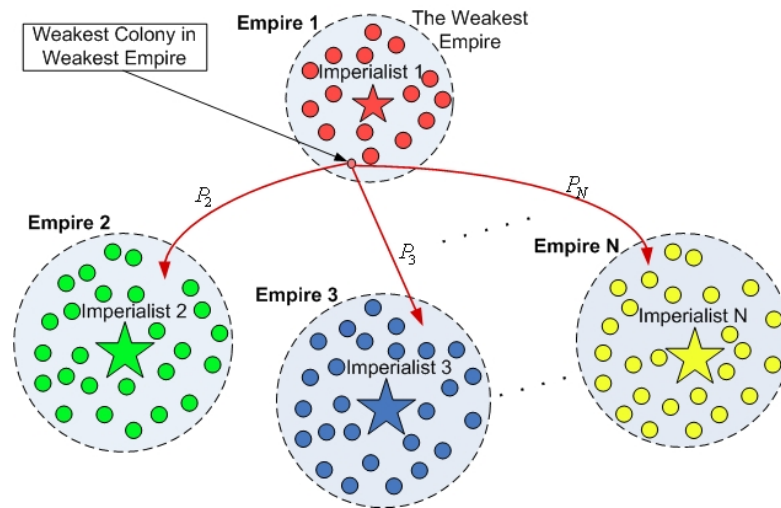 Empire 1
The Weakest
Empire
Weakest Colony in
Weakest Empire
Imperialist 1
P2
P3
PN
Empire 2
Imperialist 2
Empire 3
Imperialist 3
Empire N
Imperialist N